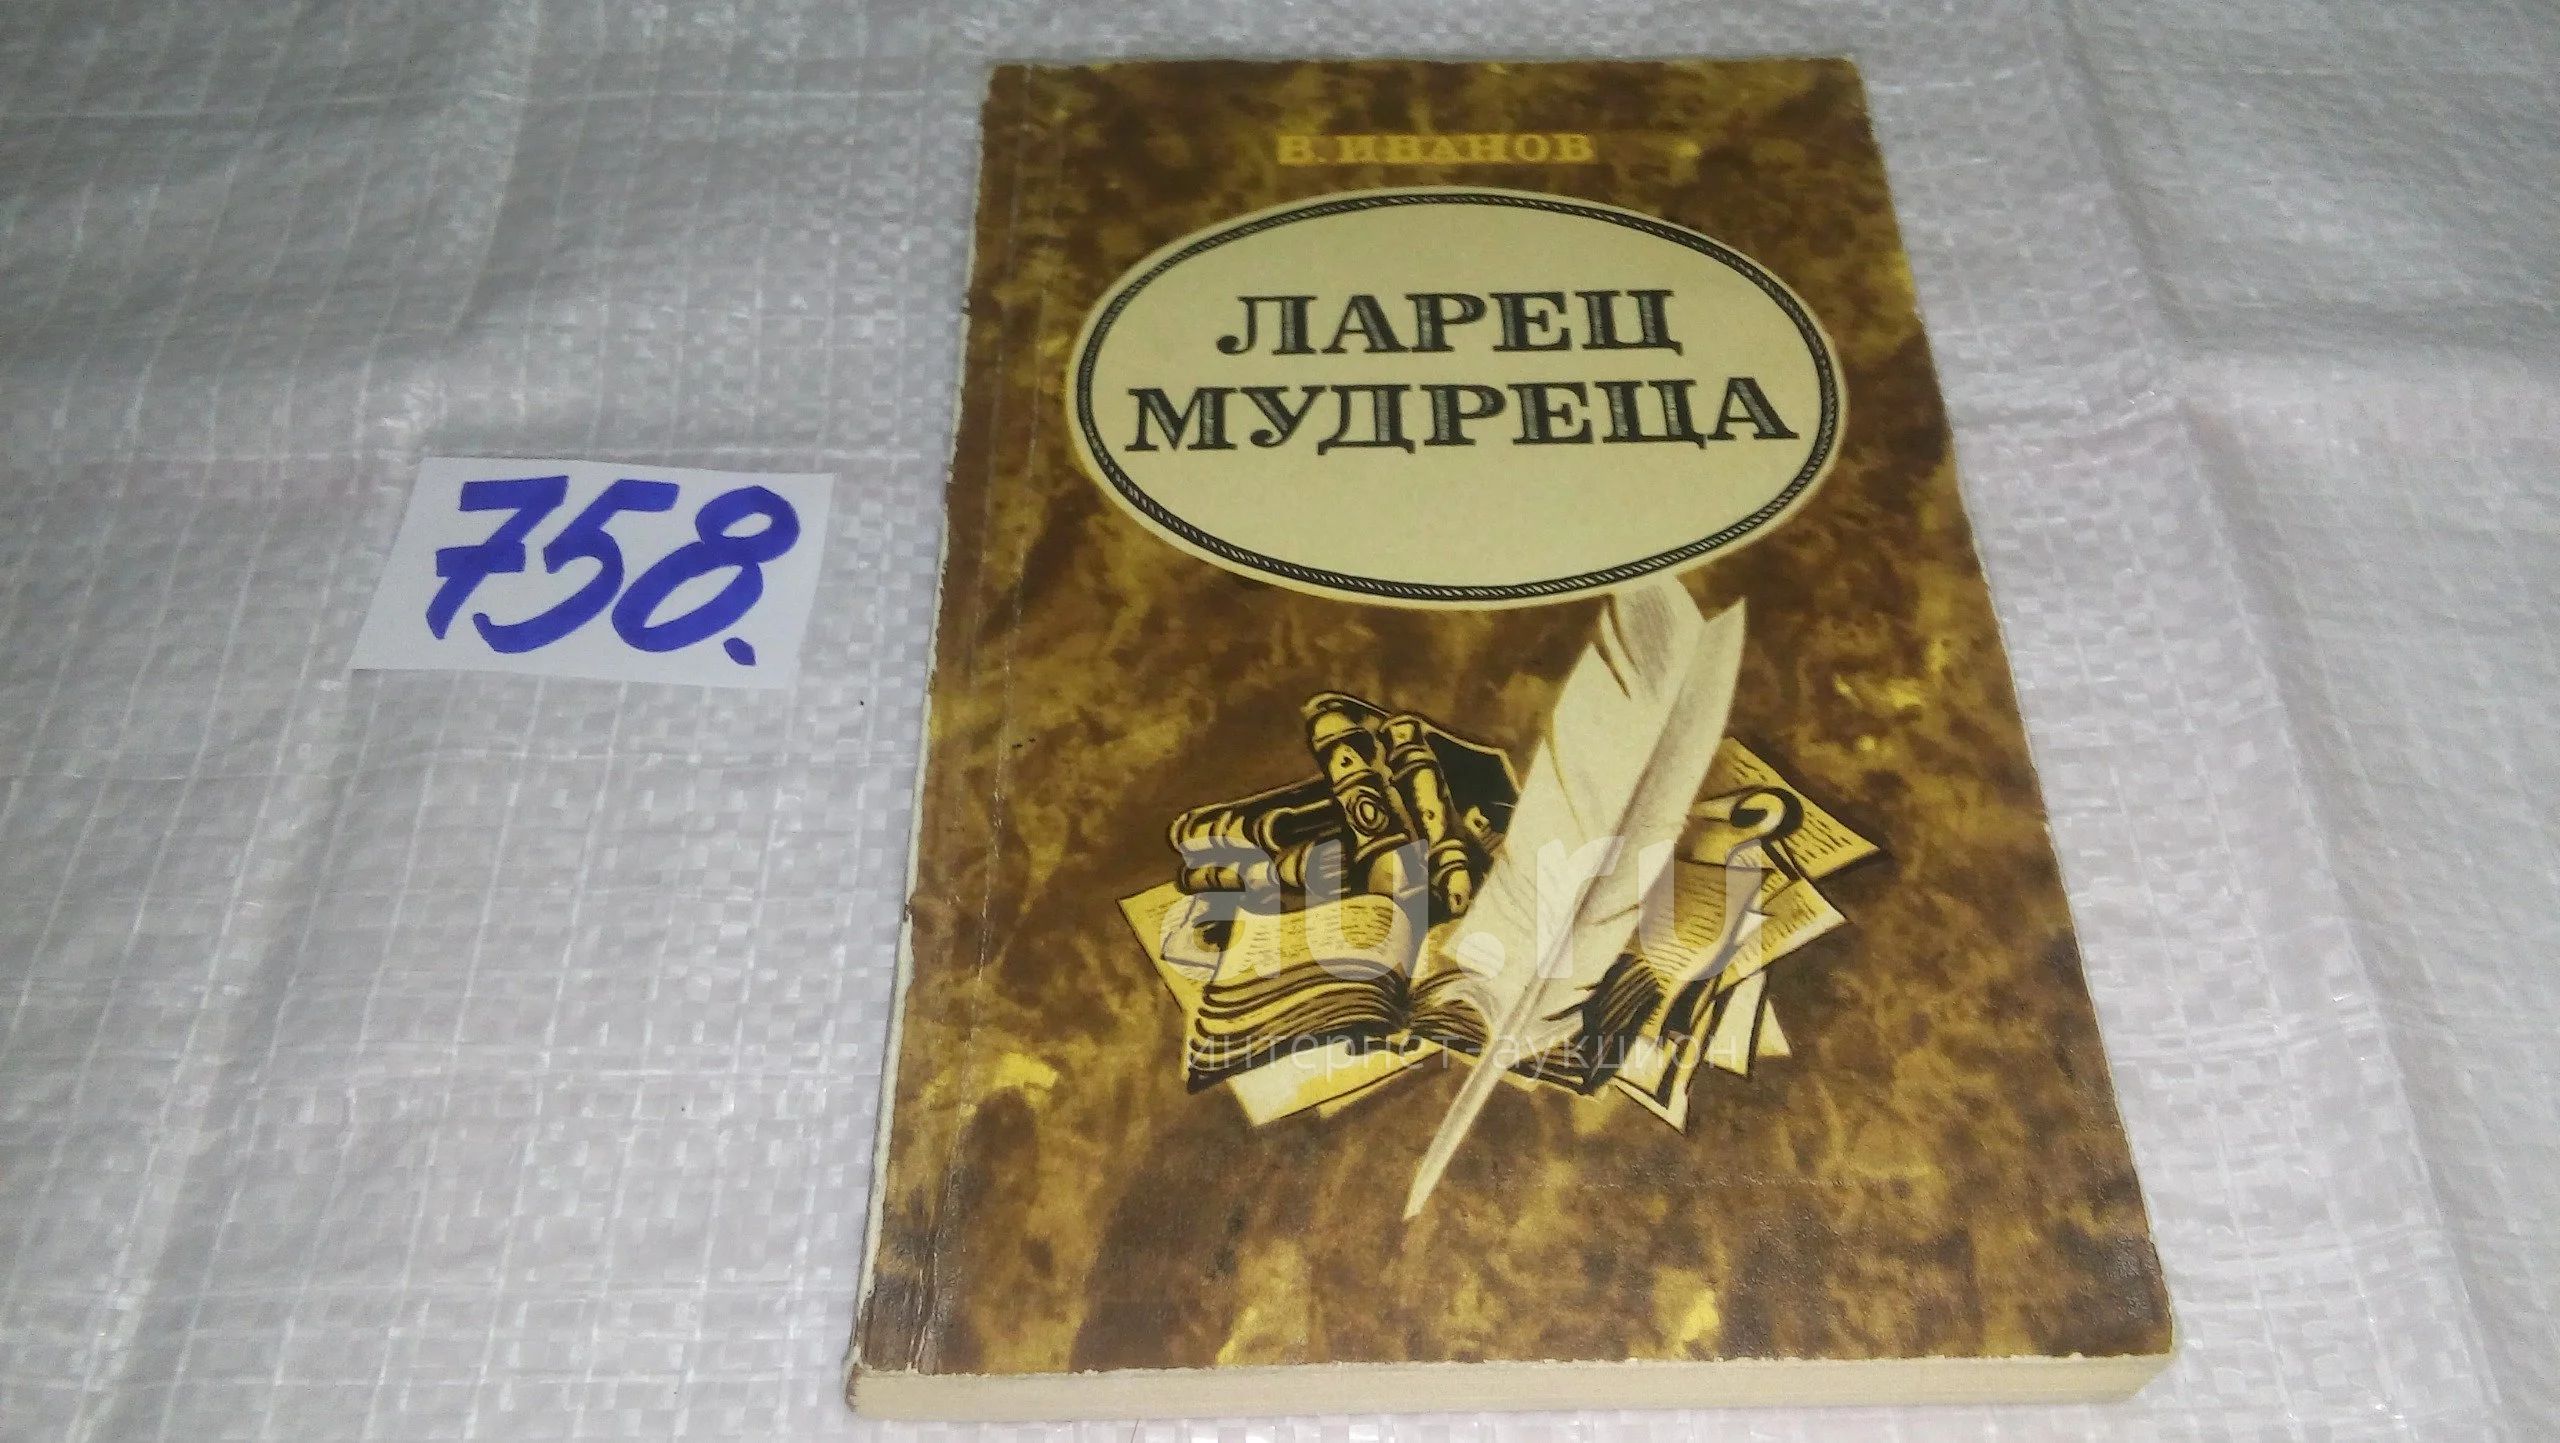 В. ИВАНОВ
ЛАРЕЦ
МУДРЕЦА
758.
au.ru
интернет-аукцион